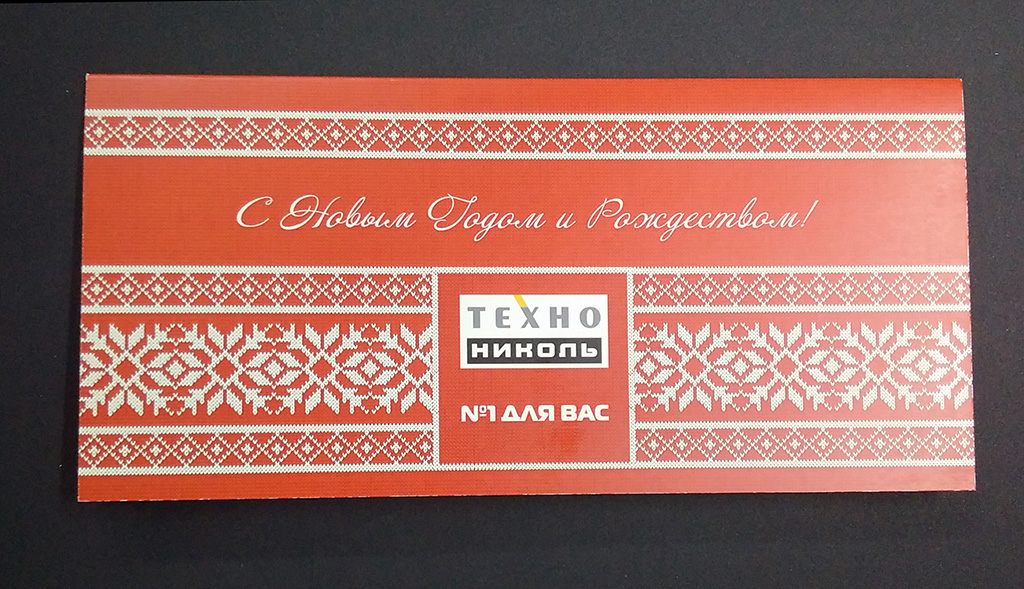 С Новым Годом и Рождеством!
ТЕХНО
НИКОЛЬ
№1 ДЛЯ ВАС